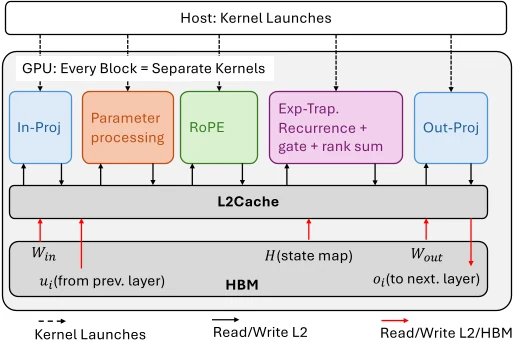 Host: Kernel Launches
GPU: Every Block = Separate Kernels
In-Proj
Parameter
processing
RoPE
Exp-Trap.
Recurrence +
gate + rank sum
Out-Proj
L2Cache
W_in
H(state map)
W_out
u_i(from prev. layer)
o_i(to next. layer)
HBM
Kernel Launches
Read/Write L2
Read/Write L2/HBM